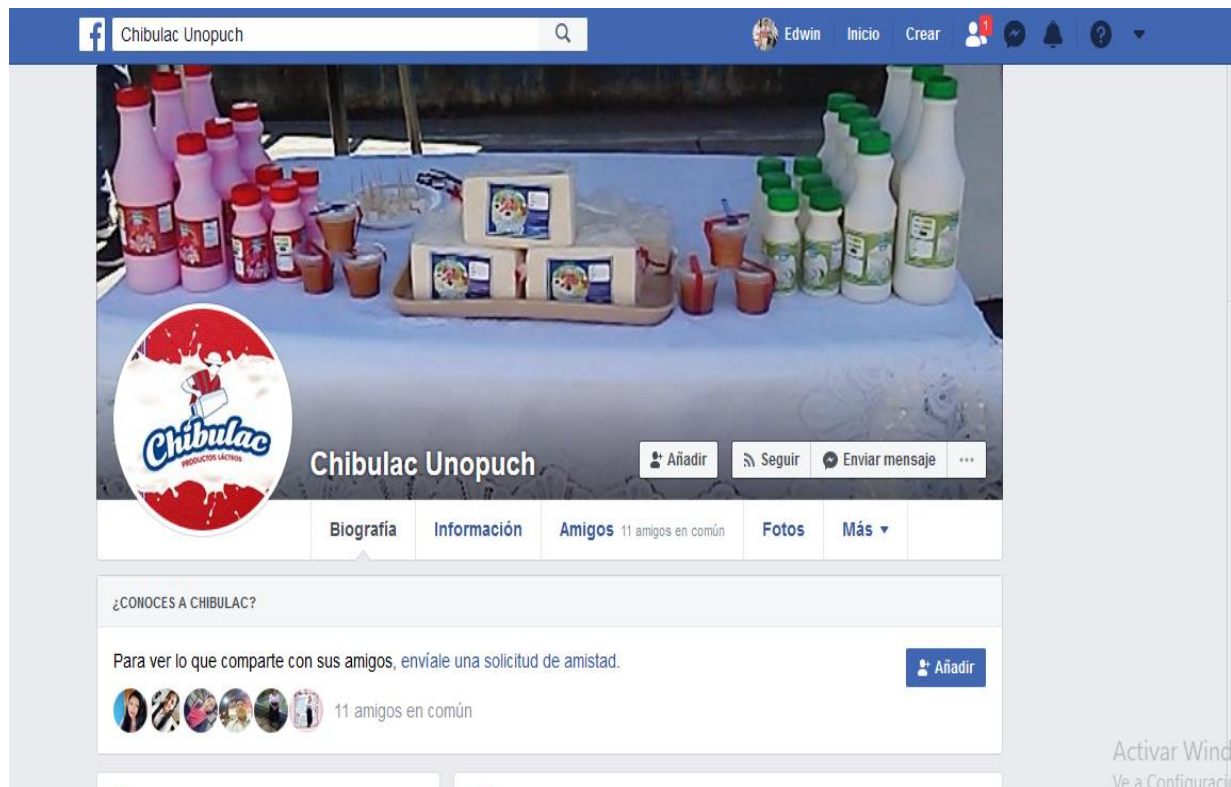 Chibulac Unopuch
Edwin
Inicio
Crear
1
Chibulac
PRODUCTOS LÁCTEOS
Chibulac Unopuch
Añadir
Seguir
Enviar mensaje
Biografía
Información
Amigos 11 amigos en común
Fotos
Más
¿CONOCES A CHIBULAC?
Para ver lo que comparte con sus amigos, envíale una solicitud de amistad.
Añadir
11 amigos en común
Activar Wind
Ve a Configuraci